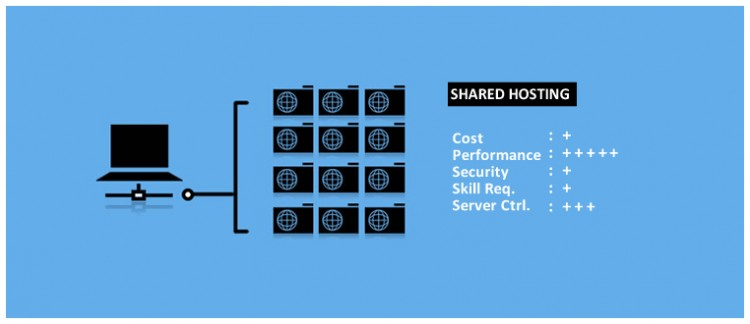 SHARED HOSTING
Cost : +
Performance : +++++
Security : +
Skill Req. : +
Server Ctrl. : +++